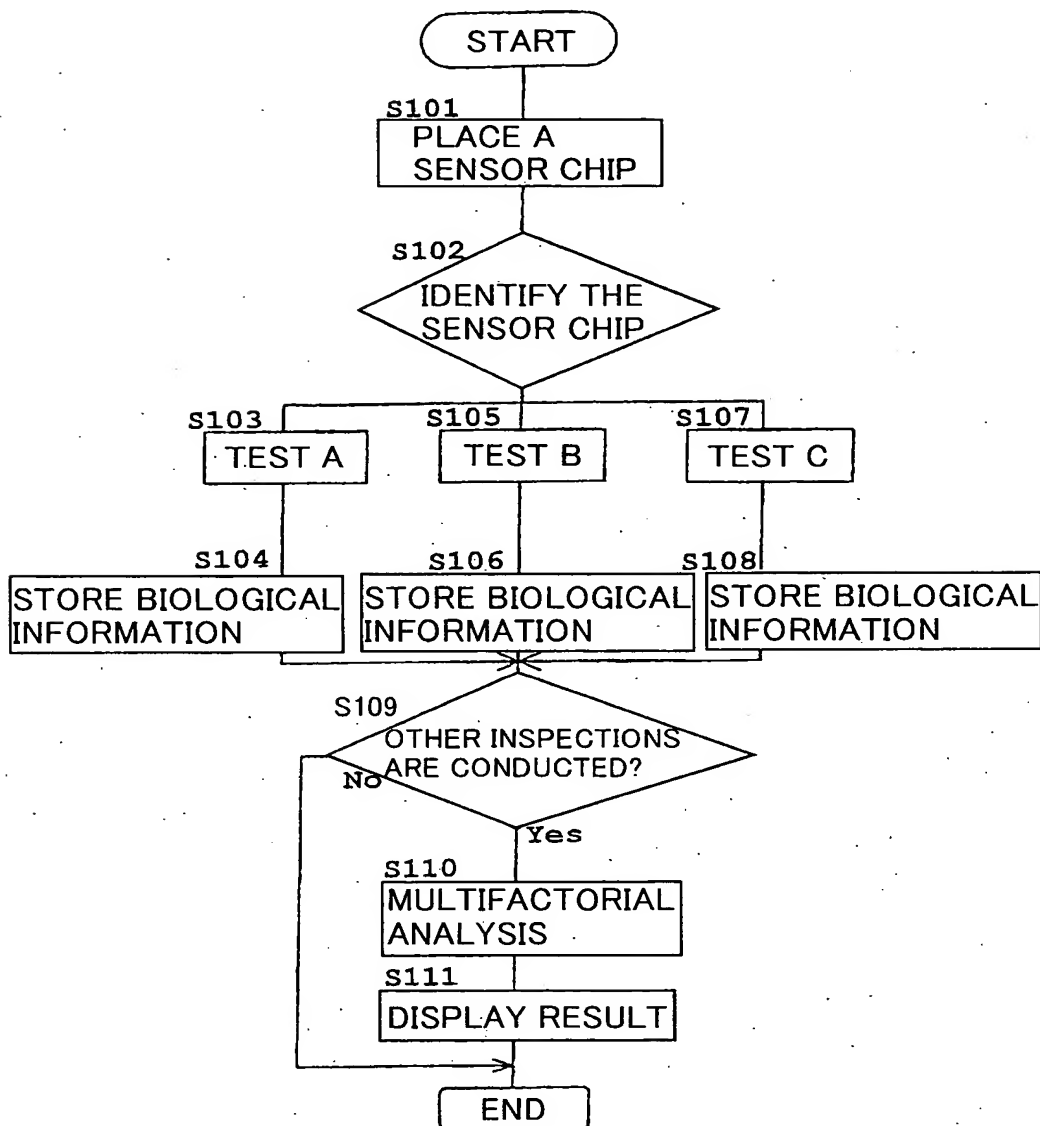 START
S101
PLACE A
SENSOR CHIP
S102
IDENTIFY THE
SENSOR CHIP
S103
TEST A
S105
TEST B
S107
TEST C
S104
STORE BIOLOGICAL
INFORMATION
S106
STORE BIOLOGICAL
INFORMATION
S108
STORE BIOLOGICAL
INFORMATION
S109
OTHER INSPECTIONS
ARE CONDUCTED?
No
Yes
S110
MULTIFACTORIAL
ANALYSIS
S111
DISPLAY RESULT
END